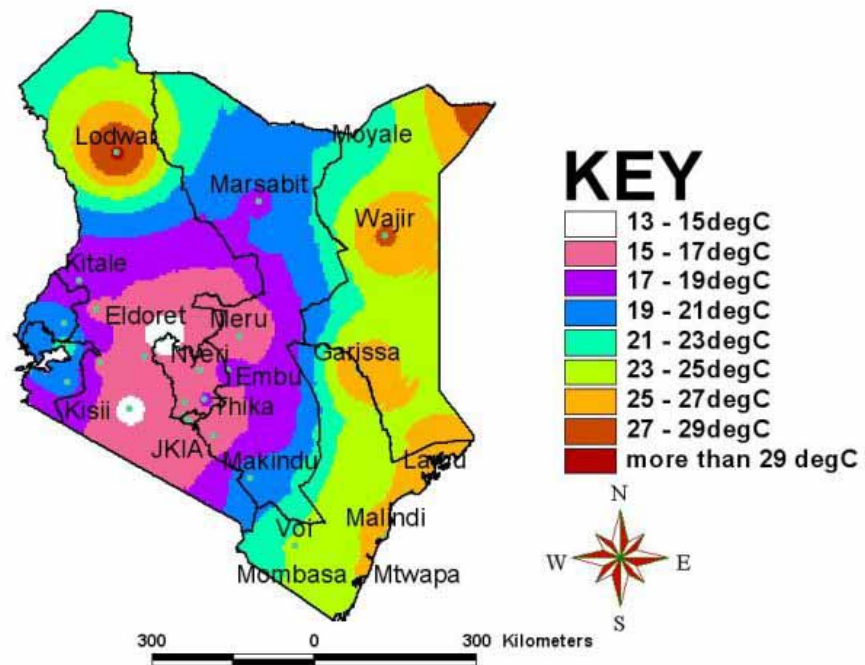 Lodwar
Moyale
Marsabit
Wajir
Kitale
Eldoret
Meru
Nyeri
Garissa
Embu
Kisii
Thika
JKIA
Makindu
Lamu
Malindi
Voi
Mombasa
Mtwapa
KEY
13 - 15degC
15 - 17degC
17 - 19degC
19 - 21degC
21 - 23degC
23 - 25degC
25 - 27degC
27 - 29degC
more than 29 degC
N
W
E
S
300 0 300 Kilometers